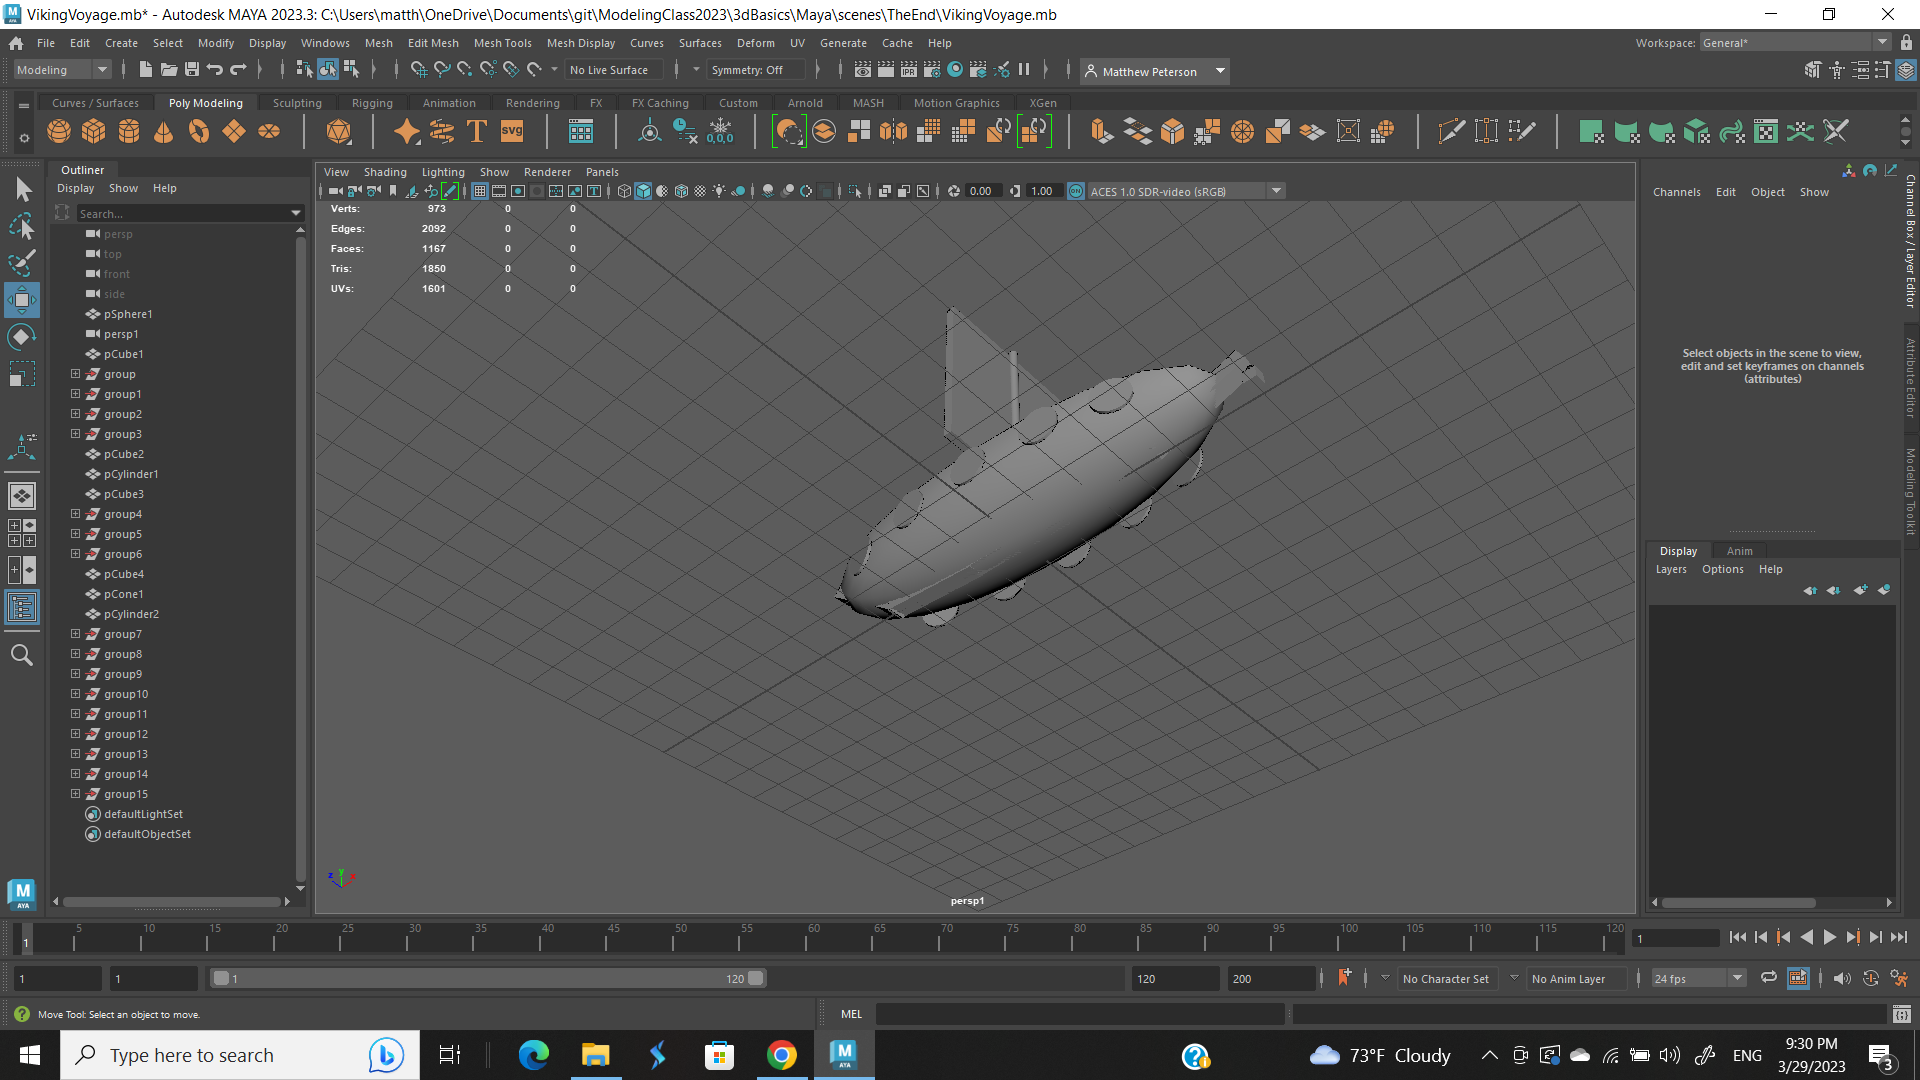 VikingVoyage.mb* - Autodesk MAYA 2023.3: C:\Users\matth\OneDrive\Documents\git\ModelingClass2023\3dBasics\Maya\scenes\TheEnd\VikingVoyage.mb
File Edit Create Select Modify Display Windows Mesh Edit Mesh Mesh Tools Mesh Display Curves Surfaces Deform UV Generate Cache Help
Workspace: General*
Modeling
No Live Surface
Symmetry: Off
IPR
Matthew Peterson
Curves / Surfaces Poly Modeling Sculpting Rigging Animation Rendering FX FX Caching Custom Arnold MASH Motion Graphics XGen
T
SVG
0,0,0
Outliner
Display Show Help
Search...
persp
top
front
side
pSphere1
persp1
pCube1
group
group1
group2
group3
pCube2
pCylinder1
pCube3
group4
group5
group6
pCube4
pCone1
pCylinder2
group7
group8
group9
group10
group11
group12
group13
group14
group15
defaultLightSet
defaultObjectSet
View Shading Lighting Show Renderer Panels
0.00
1.00
ON
ACES 1.0 SDR-video (sRGB)
Verts: 973 0 0
Edges: 2092 0 0
Faces: 1167 0 0
Tris: 1850 0 0
UVs: 1601 0 0
z y x
persp1
Channels Edit Object Show
Select objects in the scene to view,
edit and set keyframes on channels
(attributes)
Channel Box / Layer Editor
Attribute Editor
Modeling Toolkit
Display Anim
Layers Options Help
M
AYA
1
5 10 15 20 25 30 35 40 45 50 55 60 65 70 75 80 85 90 95 100 105 110 115 120
1
1
1
1
120
120
200
No Character Set
No Anim Layer
24 fps
Move Tool: Select an object to move.
MEL
Type here to search
M
AYA
73°F Cloudy
ENG
9:30 PM
3/29/2023
3